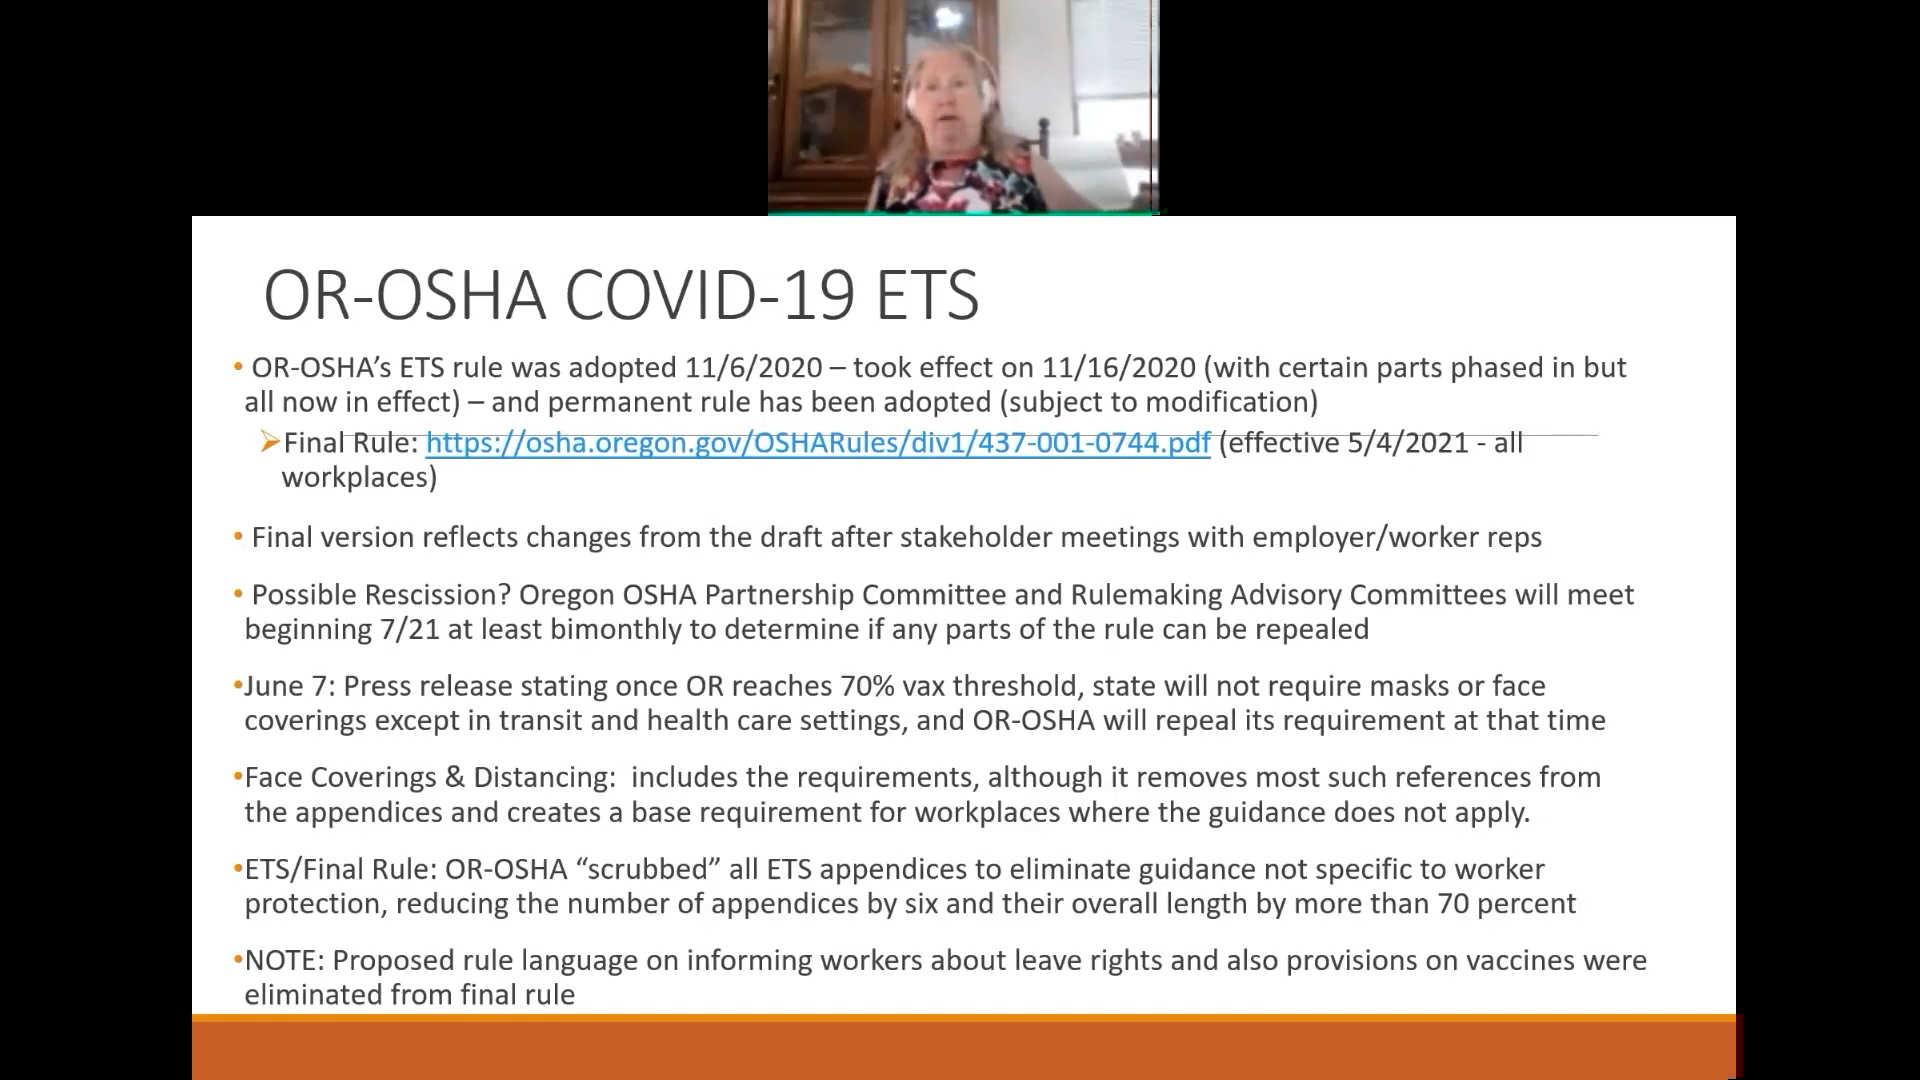 OR-OSHA COVID-19 ETS
• OR-OSHA’s ETS rule was adopted 11/6/2020 – took effect on 11/16/2020 (with certain parts phased in but
all now in effect) – and permanent rule has been adopted (subject to modification)
➢Final Rule: https://osha.oregon.gov/OSHARules/div1/437-001-0744.pdf (effective 5/4/2021 - all
workplaces)
• Final version reflects changes from the draft after stakeholder meetings with employer/worker reps
• Possible Rescission? Oregon OSHA Partnership Committee and Rulemaking Advisory Committees will meet
beginning 7/21 at least bimonthly to determine if any parts of the rule can be repealed
•June 7: Press release stating once OR reaches 70% vax threshold, state will not require masks or face
coverings except in transit and health care settings, and OR-OSHA will repeal its requirement at that time
•Face Coverings & Distancing:  includes the requirements, although it removes most such references from
the appendices and creates a base requirement for workplaces where the guidance does not apply.
•ETS/Final Rule: OR-OSHA “scrubbed” all ETS appendices to eliminate guidance not specific to worker
protection, reducing the number of appendices by six and their overall length by more than 70 percent
•NOTE: Proposed rule language on informing workers about leave rights and also provisions on vaccines were
eliminated from final rule